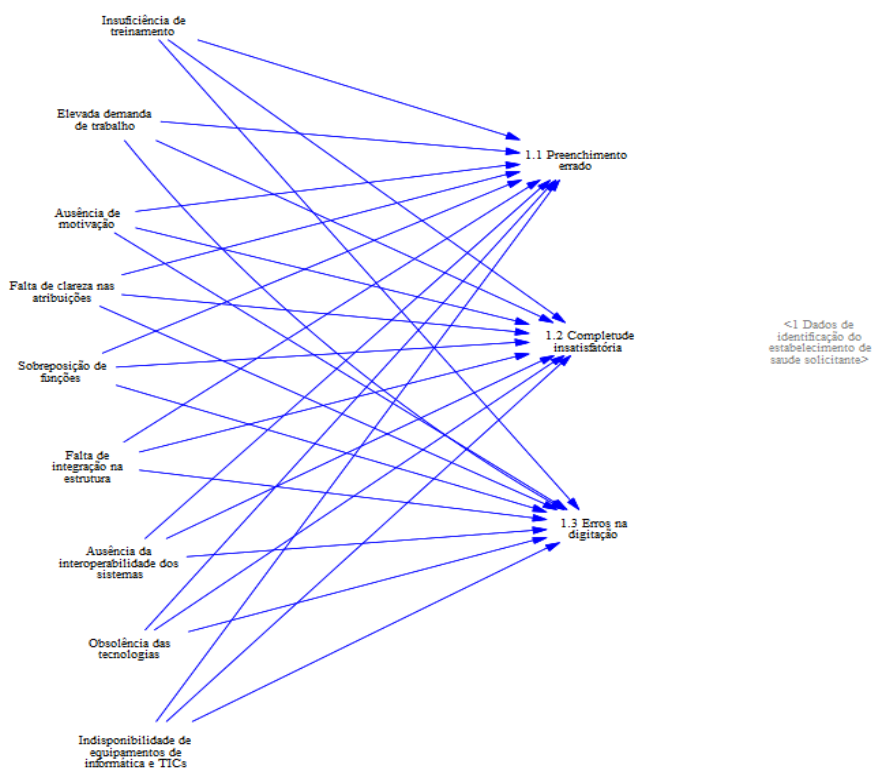 Insuficiência de
treinamento
Elevada demanda
de trabalho
Ausência de
motivação
Falta de clareza nas
atribuições
Sobreposição de
funções
Falta de
integração na
estrutura
Ausência da
interoperabilidade dos
sistemas
Obsolência das
tecnologias
Indisponibilidade de
equipamentos de
informática e TICs
1.1 Preenchimento
errado
1.2 Completude
insatisfatória
1.3 Erros na
digitação
<1 Dados de
identificação do
estabelecimento de
saude solicitante>